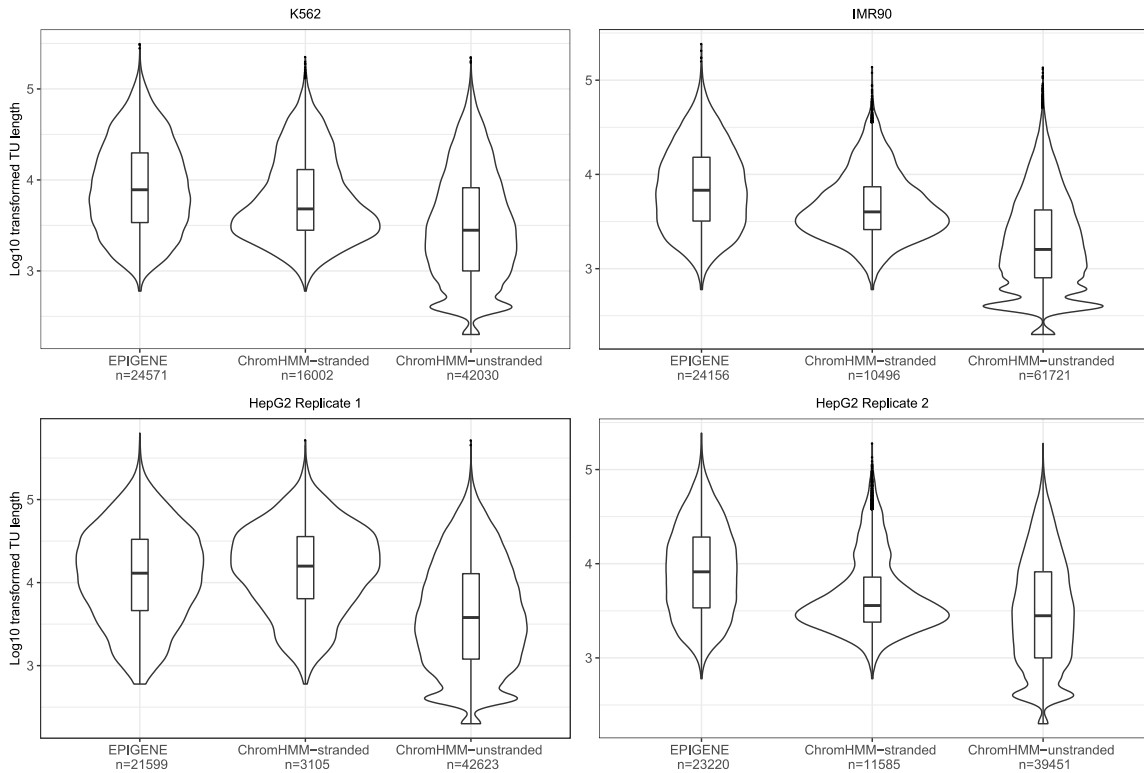 K562
IMR90
Log10 transformed TU length
5
4
3
5
4
3
EPIGENE
n=24571
ChromHMM−stranded
n=16002
ChromHMM−unstranded
n=42030
EPIGENE
n=24156
ChromHMM−stranded
n=10496
ChromHMM−unstranded
n=61721
HepG2 Replicate 1
HepG2 Replicate 2
Log10 transformed TU length
5
4
3
5
4
3
EPIGENE
n=21599
ChromHMM−stranded
n=3105
ChromHMM−unstranded
n=42623
EPIGENE
n=23220
ChromHMM−stranded
n=11585
ChromHMM−unstranded
n=39451